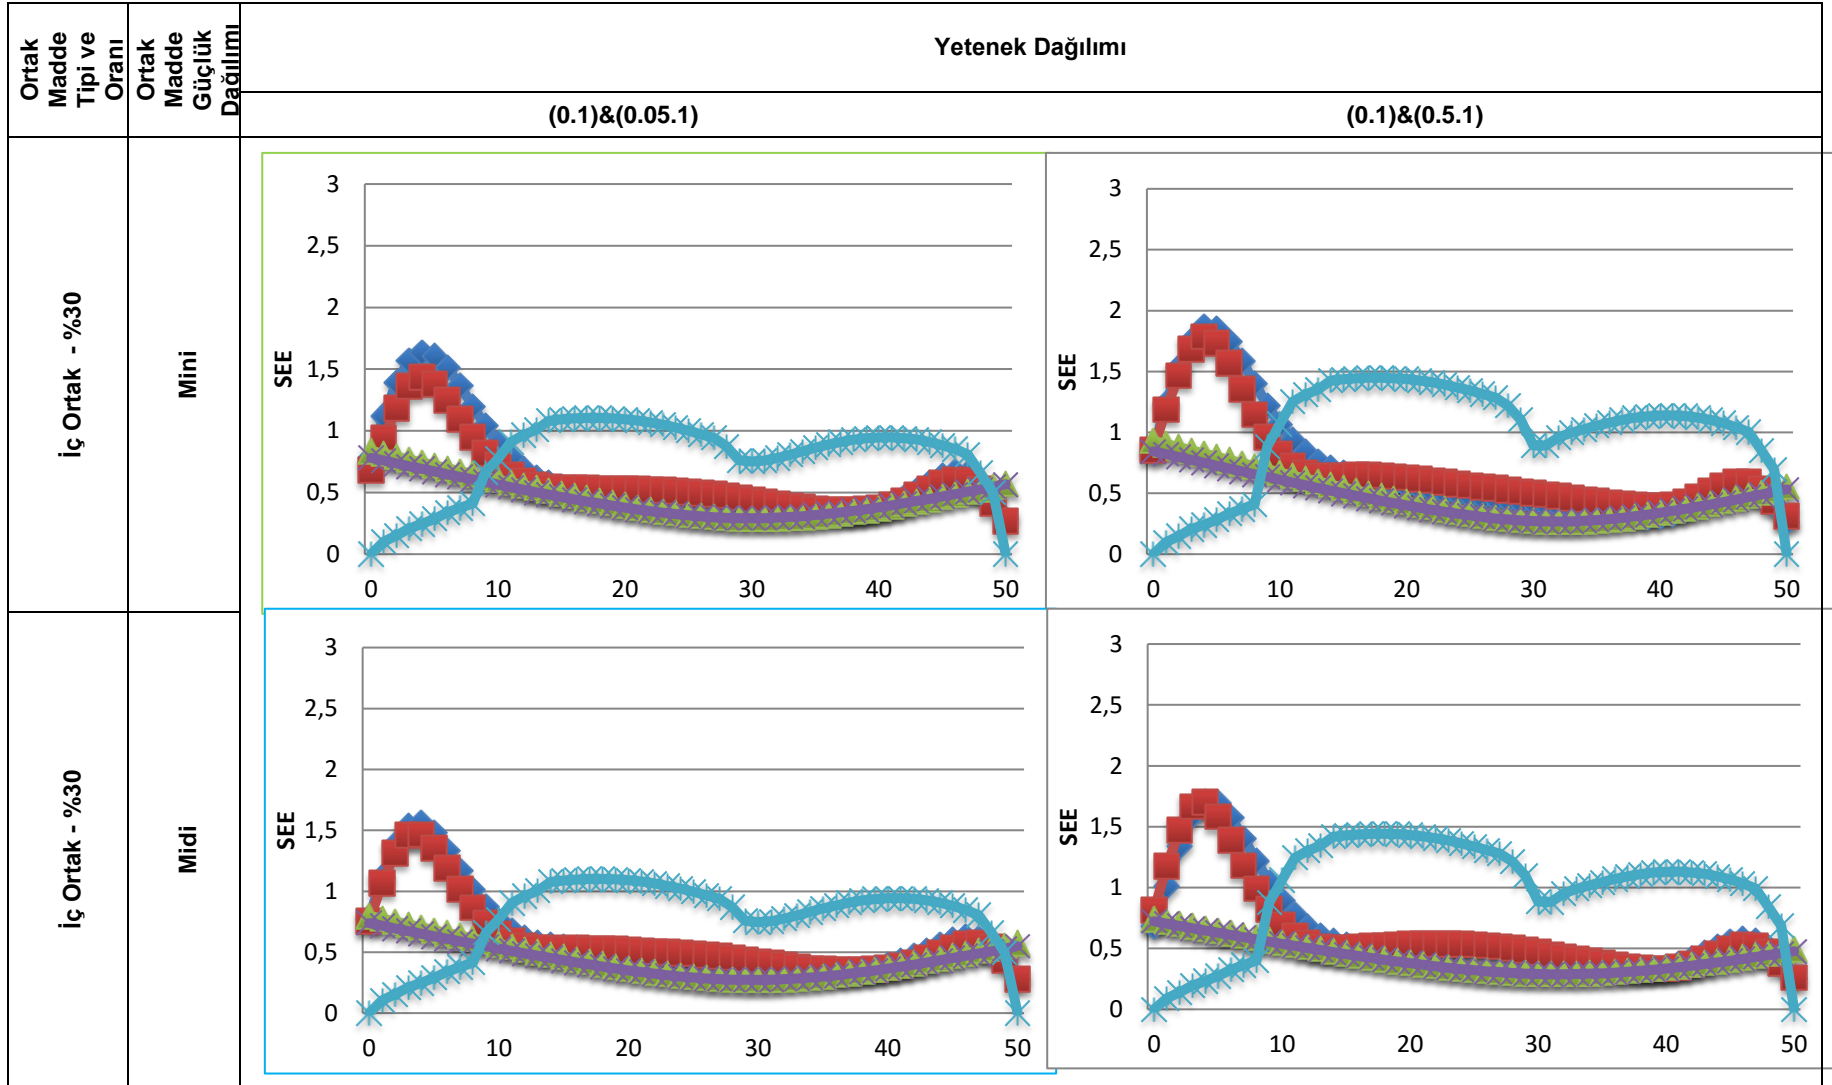 Ortak
Madde
Tipi ve
Oranı
Ortak
Madde
Güçlük
Dağılımı
Yetenek Dağılımı
(0.1)&(0.05.1)
(0.1)&(0.5.1)
İç Ortak - %30
Mini
SEE
3
2,5
2
1,5
1
0,5
0
0 10 20 30 40 50
SEE
3
2,5
2
1,5
1
0,5
0
0 10 20 30 40 50
İç Ortak - %30
Midi
SEE
3
2,5
2
1,5
1
0,5
0
0 10 20 30 40 50
SEE
3
2,5
2
1,5
1
0,5
0
0 10 20 30 40 50